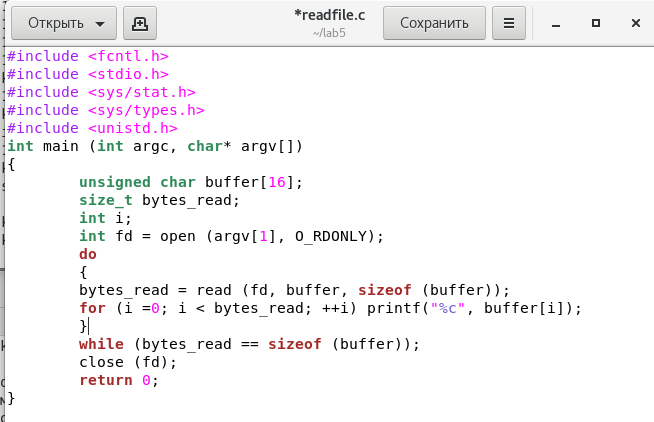 Открыть
*readfile.c
~/lab5
Сохранить
#include <fcntl.h>
#include <stdio.h>
#include <sys/stat.h>
#include <sys/types.h>
#include <unistd.h>
int main (int argc, char* argv[])
{
        unsigned char buffer[16];
        size_t bytes_read;
        int i;
        int fd = open (argv[1], O_RDONLY);
        do
        {
        bytes_read = read (fd, buffer, sizeof (buffer));
        for (i =0; i < bytes_read; ++i) printf("%c", buffer[i]);
        }
        while (bytes_read == sizeof (buffer));
        close (fd);
        return 0;
}